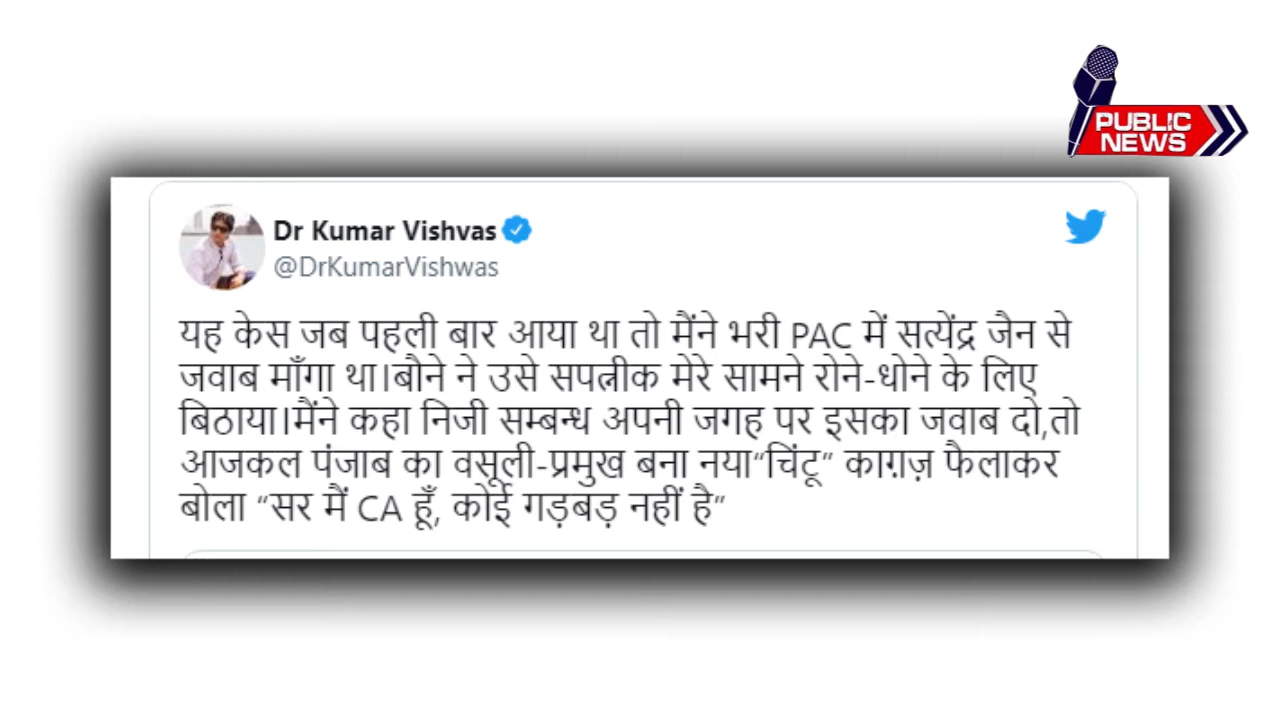 PUBLIC
NEWS
Dr Kumar Vishvas
@DrKumarVishwas
यह केस जब पहली बार आया था तो मैंने भरी PAC में सत्येंद्र जैन से
जवाब माँगा था।बौने ने उसे सपत्नीक मेरे सामने रोने-धोने के लिए
बिठाया।मैंने कहा निजी सम्बन्ध अपनी जगह पर इसका जवाब दो,तो
आजकल पंजाब का वसूली-प्रमुख बना नया“चिंटू” काग़ज़ फैलाकर
बोला “सर मैं CA हूँ, कोई गड़बड़ नहीं है”